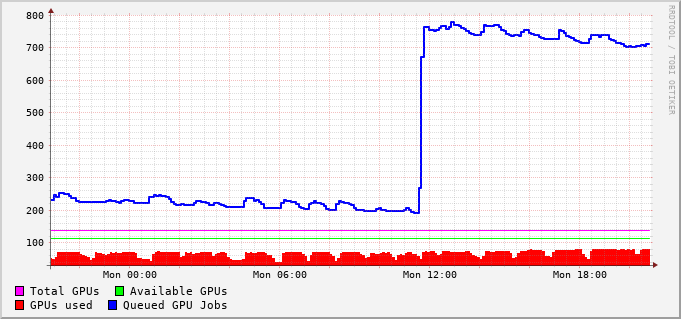 800
700
600
500
400
300
200
100
Mon 00:00 Mon 06:00 Mon 12:00 Mon 18:00
Total GPUs Available GPUs
GPUs used Queued GPU Jobs
RRDTOOL / TOBI OETIKER